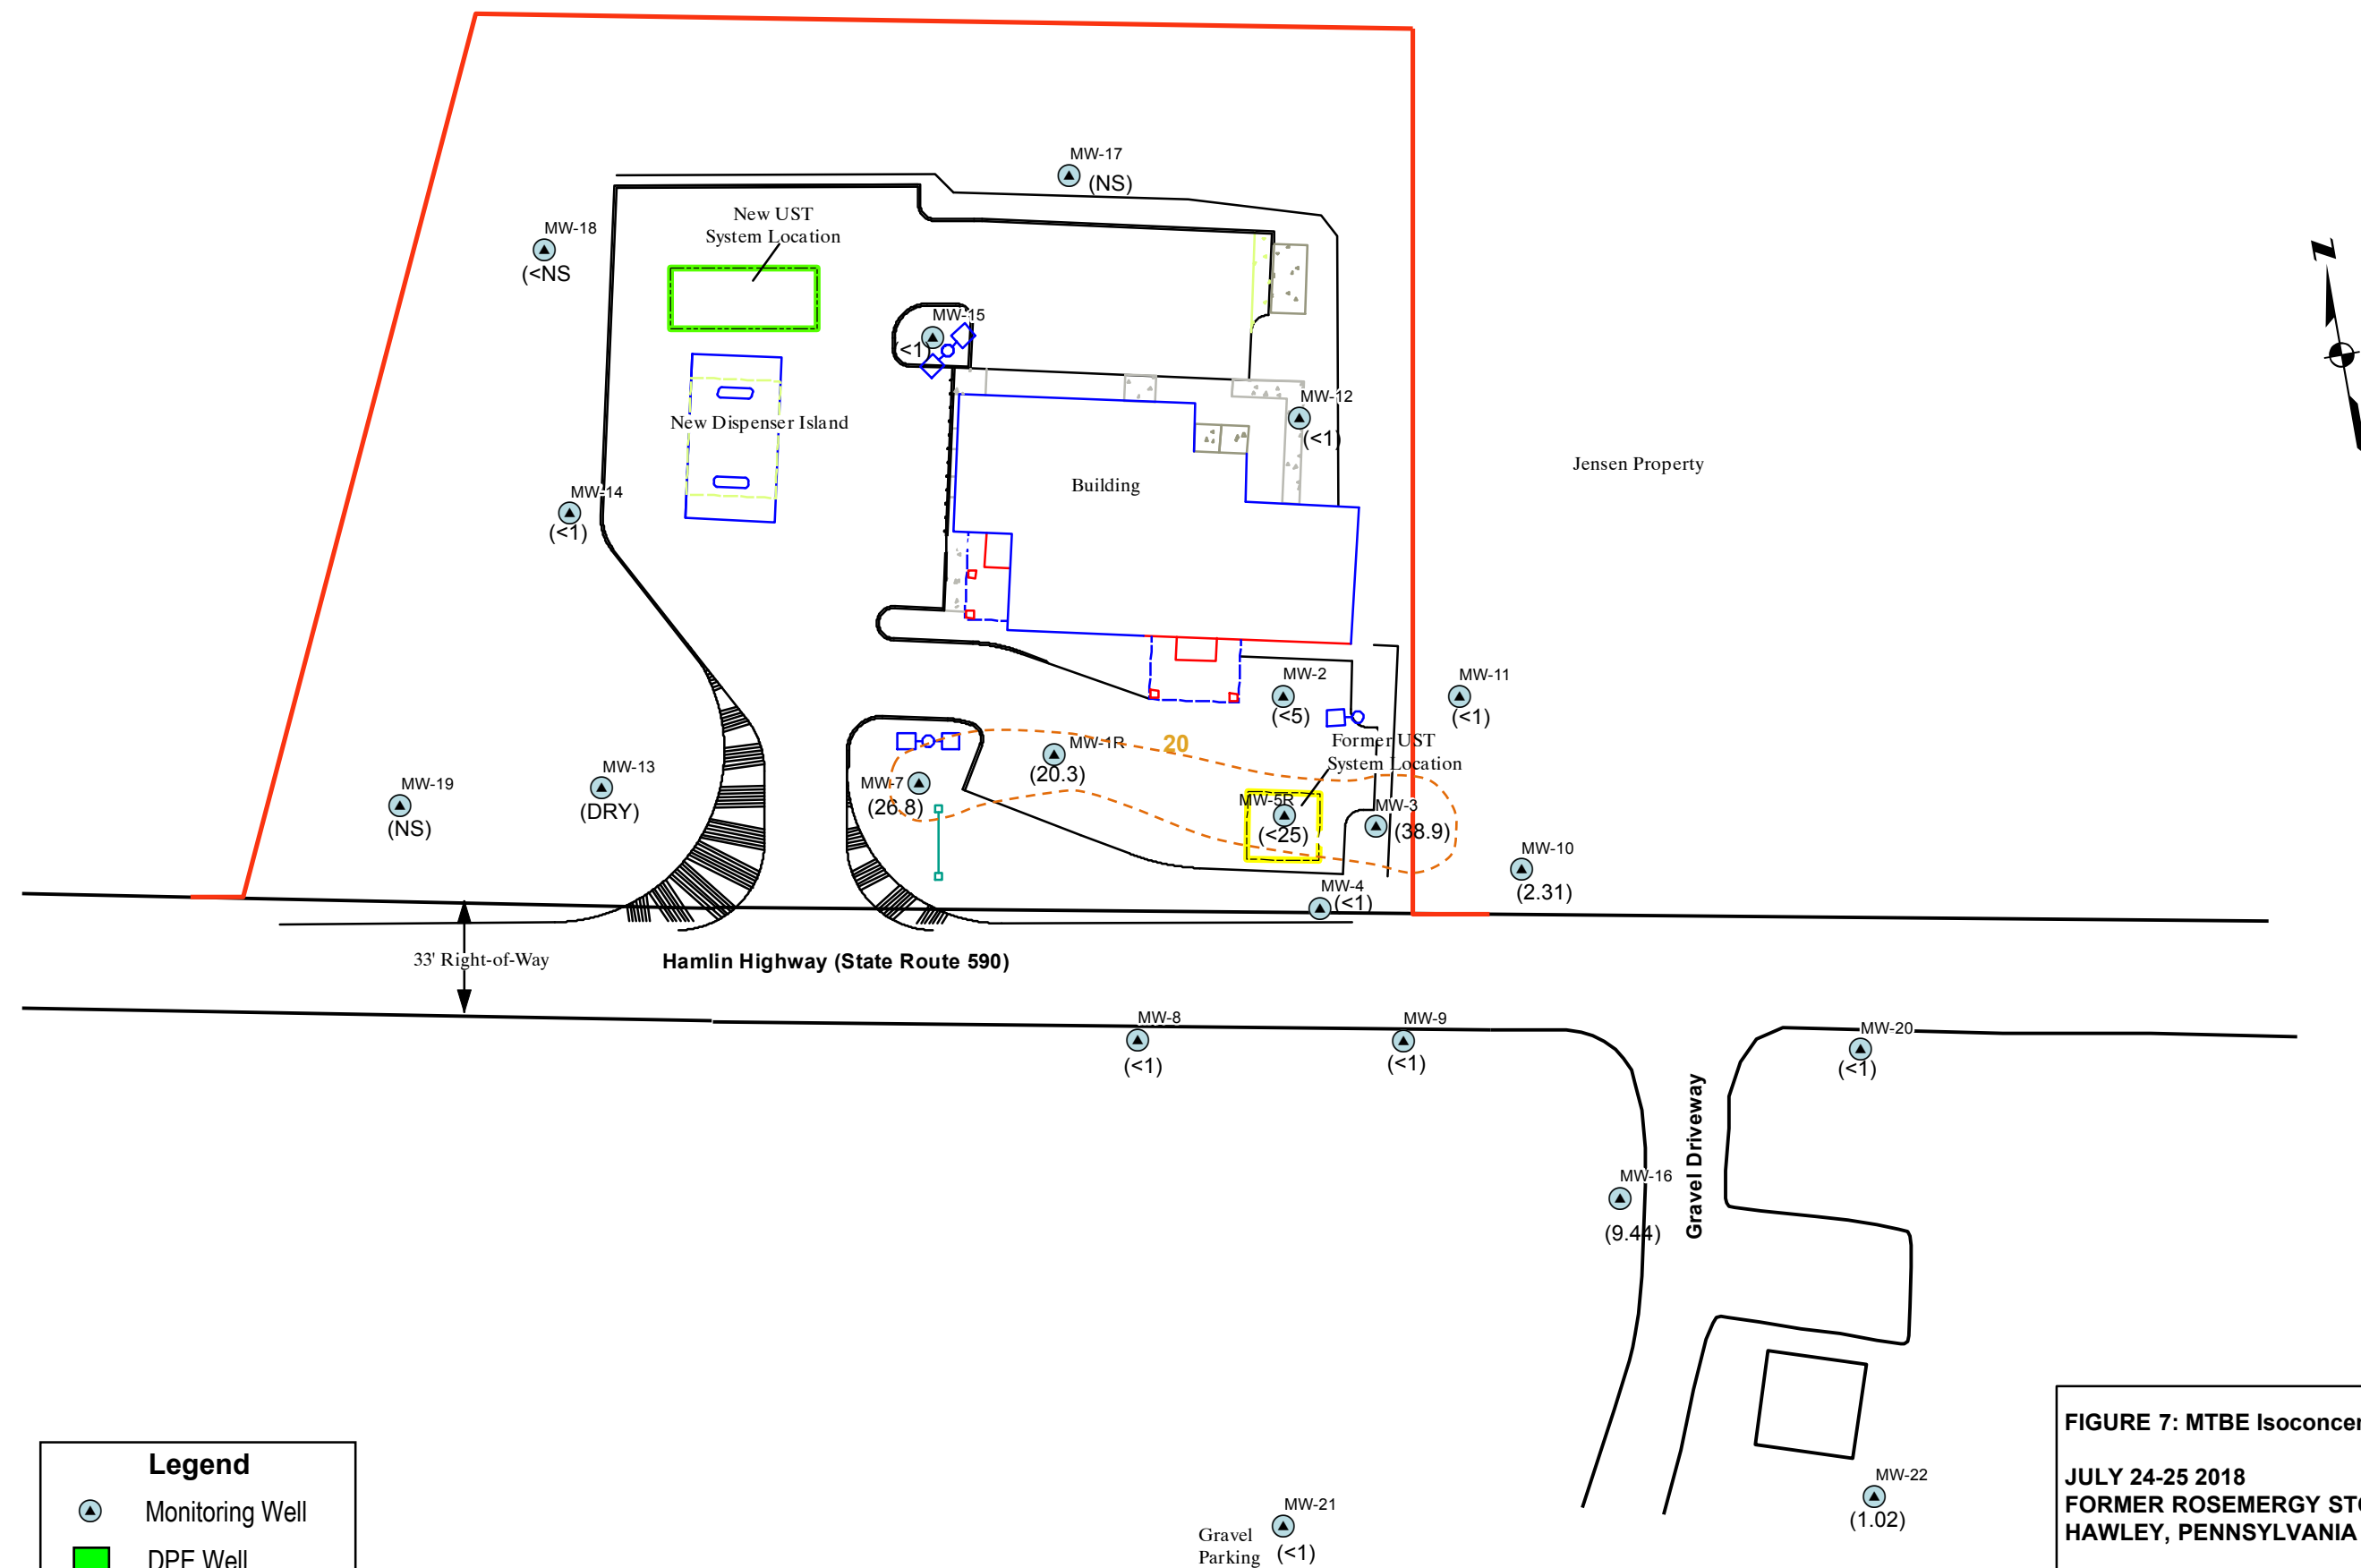 MW-17
(NS)
MW-18
(<NS
New UST
System Location
N
MW-15
(<1)
New Dispenser Island
MW-12
(<1)
Jensen Property
Building
MW-14
(<1)
MW-2
(<5)
MW-11
(<1)
MW-1R
(20.3)
20
Former UST
System Location
MW-19
(NS)
MW-13
(DRY)
MW-7
(26.8)
MW-5R
(<25)
MW-3
(38.9)
MW-10
(2.31)
MW-4
(<1)
33' Right-of-Way
Hamlin Highway (State Route 590)
MW-8
(<1)
MW-9
(<1)
MW-20
(<1)
Gravel Driveway
MW-16
(9.44)
Legend
Monitoring Well
DPE Well
MW-21
(<1)
Gravel
Parking
MW-22
(1.02)
FIGURE 7: MTBE Isoconcen
JULY 24-25 2018
FORMER ROSEMERGY STO
HAWLEY, PENNSYLVANIA